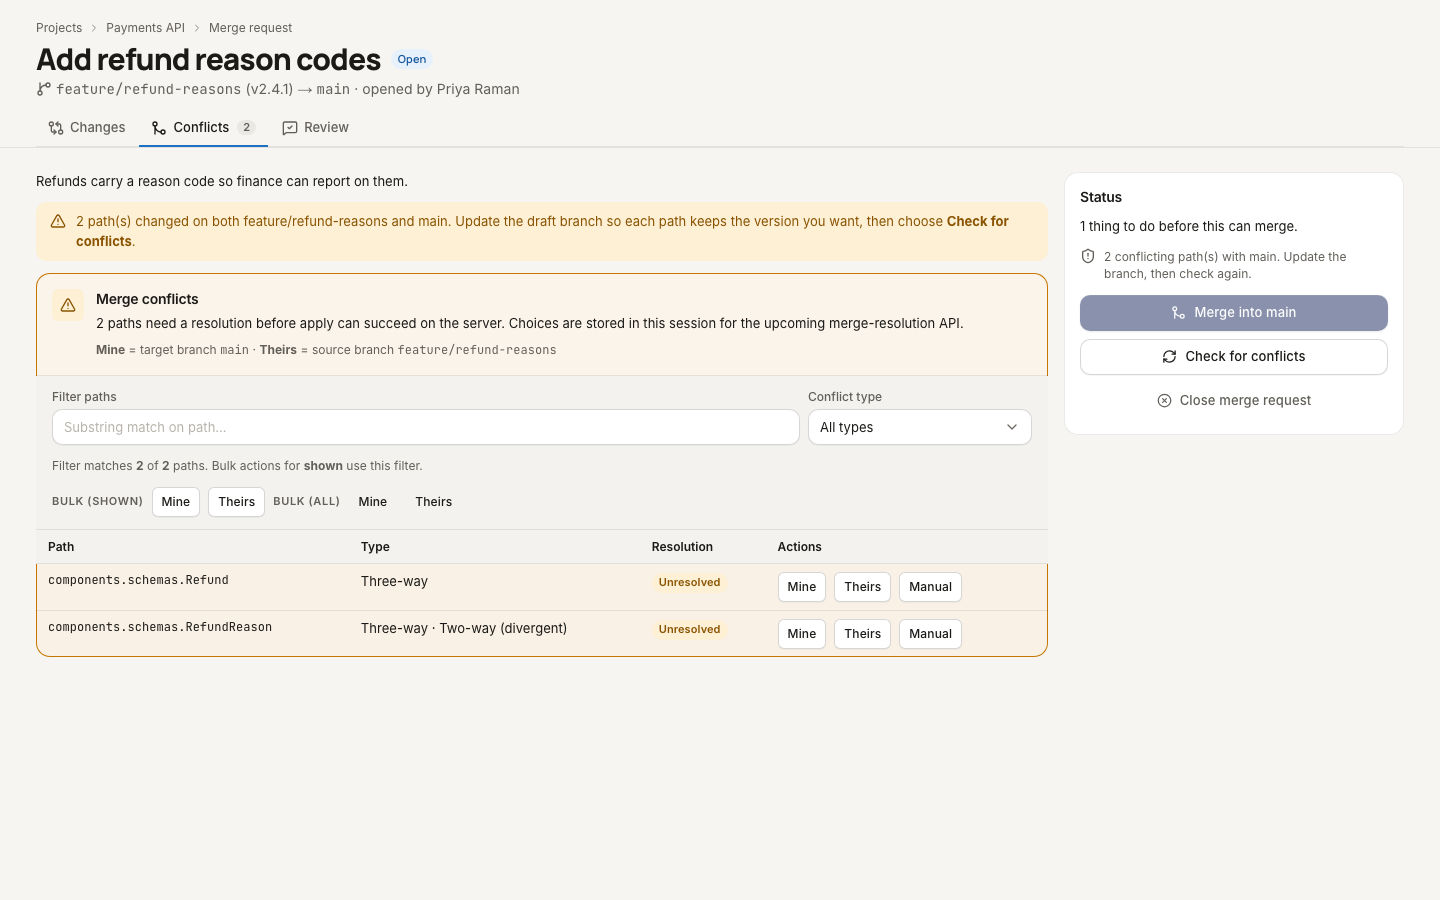 Projects > Payments API > Merge request
Add refund reason codes Open
feature/refund-reasons (v2.4.1) → main · opened by Priya Raman
Changes Conflicts 2 Review
Refunds carry a reason code so finance can report on them.
2 path(s) changed on both feature/refund-reasons and main. Update the draft branch so each path keeps the version you want, then choose Check for
conflicts.
Merge conflicts
2 paths need a resolution before apply can succeed on the server. Choices are stored in this session for the upcoming merge-resolution API.
Mine = target branch main · Theirs = source branch feature/refund-reasons
Filter paths Conflict type
Substring match on path... All types
Filter matches 2 of 2 paths. Bulk actions for shown use this filter.
BULK (SHOWN) Mine Theirs BULK (ALL) Mine Theirs
Path Type Resolution Actions
components.schemas.Refund Three-way Unresolved Mine Theirs Manual
components.schemas.RefundReason Three-way · Two-way (divergent) Unresolved Mine Theirs Manual
Status
1 thing to do before this can merge.
2 conflicting path(s) with main. Update the
branch, then check again.
Merge into main
Check for conflicts
Close merge request